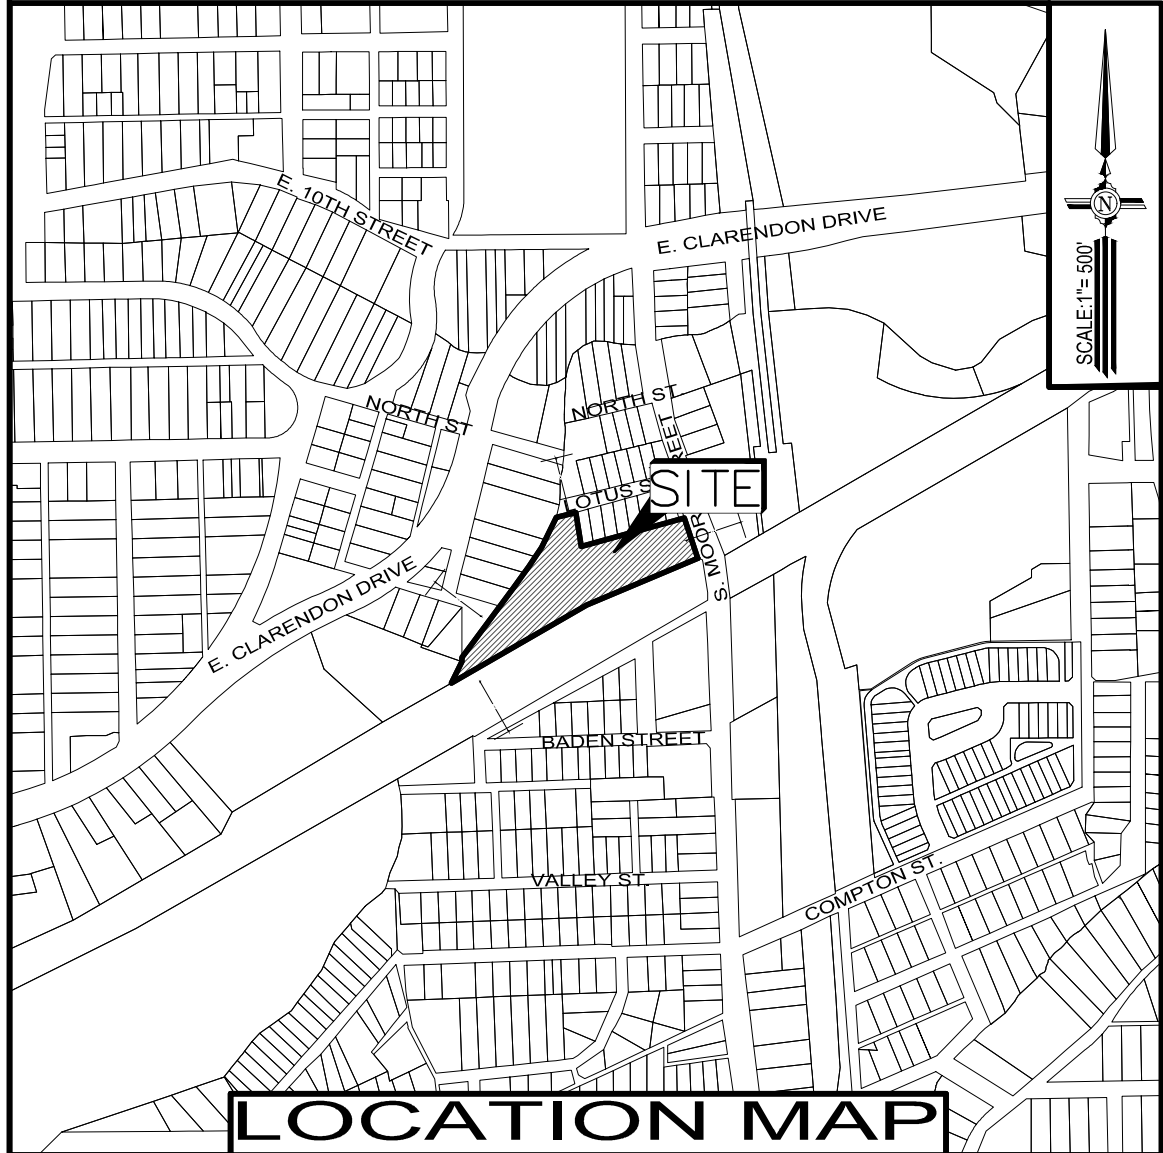 E. 10TH STREET
E. CLARENDON DRIVE
N
SCALE:1"= 500'
NORTH ST
NORTH ST
SITE
E. CLARENDON DRIVE
BADEN STREET
VALLEY ST.
COMPTON ST.
LOCATION MAP